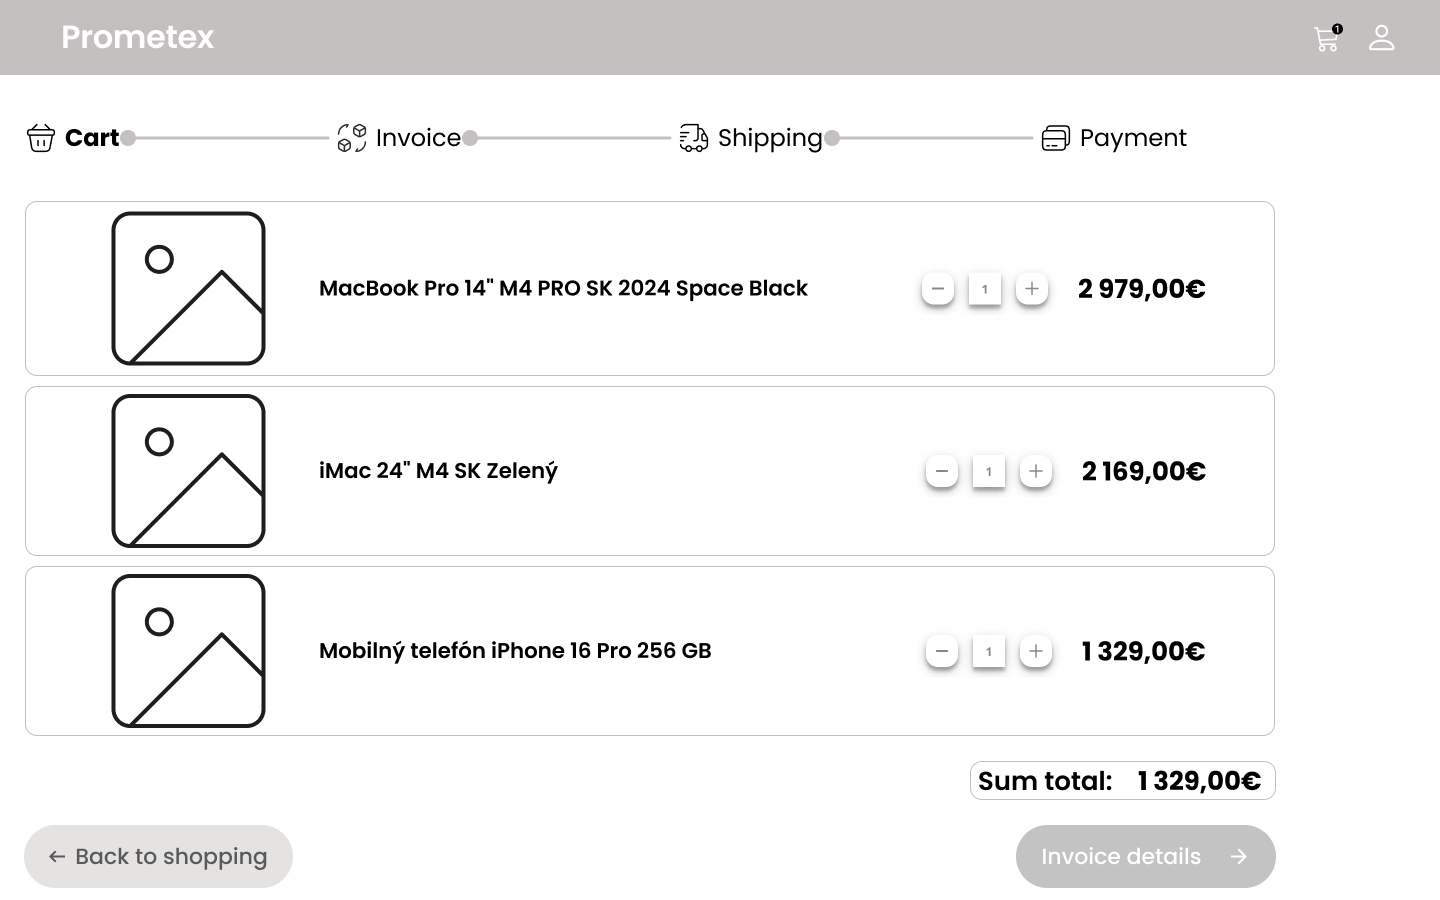 Prometex
1
Cart
Invoice
Shipping
Payment
MacBook Pro 14" M4 PRO SK 2024 Space Black
1
2 979,00€
iMac 24" M4 SK Zelený
1
2 169,00€
Mobilný telefón iPhone 16 Pro 256 GB
1
1 329,00€
Sum total: 1 329,00€
Back to shopping
Invoice details